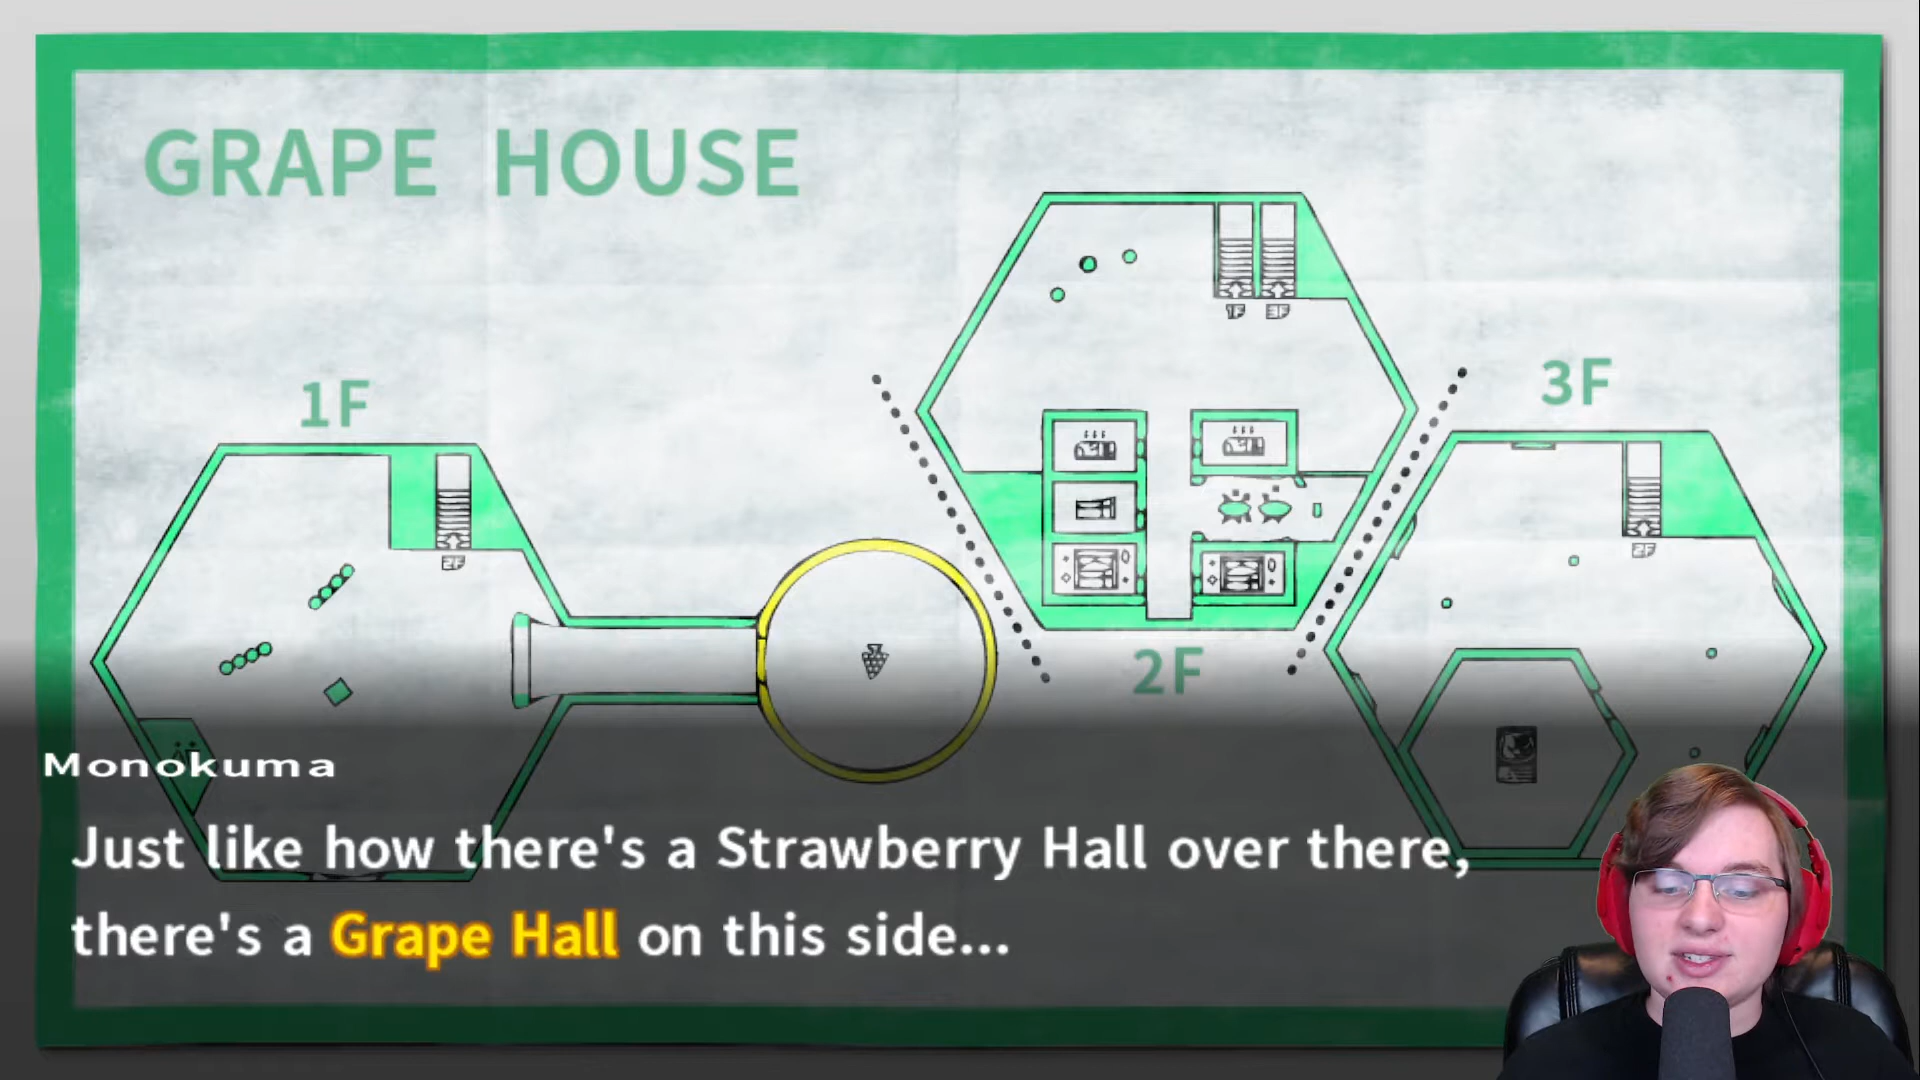 GRAPE HOUSE
1F
2F
1F
3F
2F
3F
2F
Monokuma
Just like how there's a Strawberry Hall over there,
there's a Grape Hall on this side...